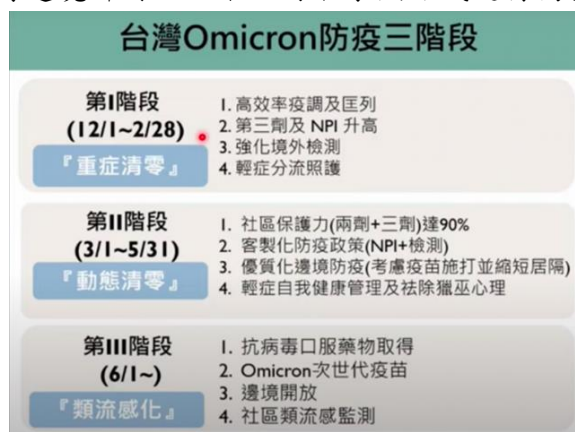 台灣Omicron防疫三階段
第I階段
(12/1~2/28)
『重症清零』
1. 高效率疫調及匡列
2. 第三劑及 NPI 升高
3. 強化境外檢測
4. 輕症分流照護
第II階段
(3/1~5/31)
『動態清零』
1. 社區保護力(兩劑+三劑)達90%
2. 客製化防疫政策(NPI+檢測)
3. 優質化邊境防疫(考慮疫苗施打並縮短居隔)
4. 輕症自我健康管理及祛除獵巫心理
第III階段
(6/1~)
『類流感化』
1. 抗病毒口服藥物取得
2. Omicron次世代疫苗
3. 邊境開放
4. 社區類流感監測